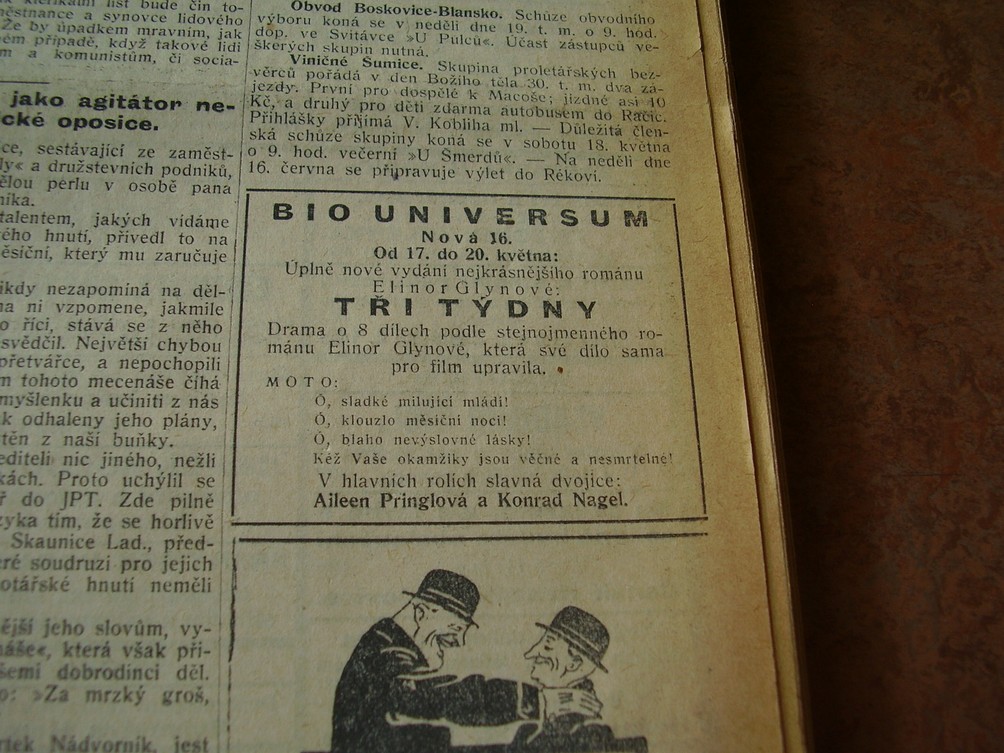 klerikální list bude čin to-
městnance a synovce lidového
Že by úpadkem mravním, jak
případě, když takové lidi
m a komunistům, či socia-
jako agitátor ne-
cké oposice.
ce, sestávající ze zaměst-
ly« a družstevních podniků,
ělou perlu v osobě pana
níka.
talentem, jakých vídáme
ého hnutí, přivedl to na
ěsíční, který mu zaručuje
ikdy nezapomíná na děl-
na ni vzpomene, jakmile
o říci, stává se z něho
svědčil. Největší chybou
přetvářce, a nepochopili
m tohoto mecenáše číhá
myšlenku a učiniti z nás
k odhaleny jeho plány,
těn z naší buňky.
editeli nic jiného, nežli
kách. Proto uchýlil se
ř do JPT. Zde pilně
zyka tím, že se horlivě
Skaunice Lad., před-
eré soudruzi pro jejich
otářské hnutí neměli
ější jeho slovům, vy-
náše«, která však při-
šemi dobrodinci děl.
o: »Za mrzký groš,
rtek Nádvorník, jest
Obvod Boskovice-Blansko. Schůze obvodního
výboru koná se v neděli dne 19. t. m. o 9. hod.
dop. ve Svitávce »U Pulců«. Účast zástupců ve-
škerých skupin nutná.
Viničné Šumice. Skupina proletářských bez-
věrců pořádá v den Božího těla 30. t. m. dva zá-
jezdy. První pro dospělé k Macoše; jízdné asi 40
Kč, a druhý pro děti zdarma autobusem do Račic.
Přihlášky přijímá V. Kobliha ml. — Důležitá člen-
ská schůze skupiny koná se v sobotu 18. května
o 9. hod. večerní »U Smerdů«. — Na neděli dne
16. června se připravuje výlet do Rékovi.
BIO UNIVERSUM
Nová 16.
Od 17. do 20. května:
Úplně nové vydání nejkrásnějšího románu
Elinor Glynové:
TŘI TÝDNY
Drama o 8 dílech podle stejnojmenného ro-
mánu Elinor Glynové, která své dílo sama
pro film upravila.
MOTO:
Ó, sladké milující mládí!
Ó, klouzlo měsíční noci!
Ó, blaho nevýslovné lásky!
Kéž Vaše okamžiky jsou věčné a nesmrtelné!
V hlavních rolích slavná dvojice:
Aileen Pringlová a Konrad Nagel.